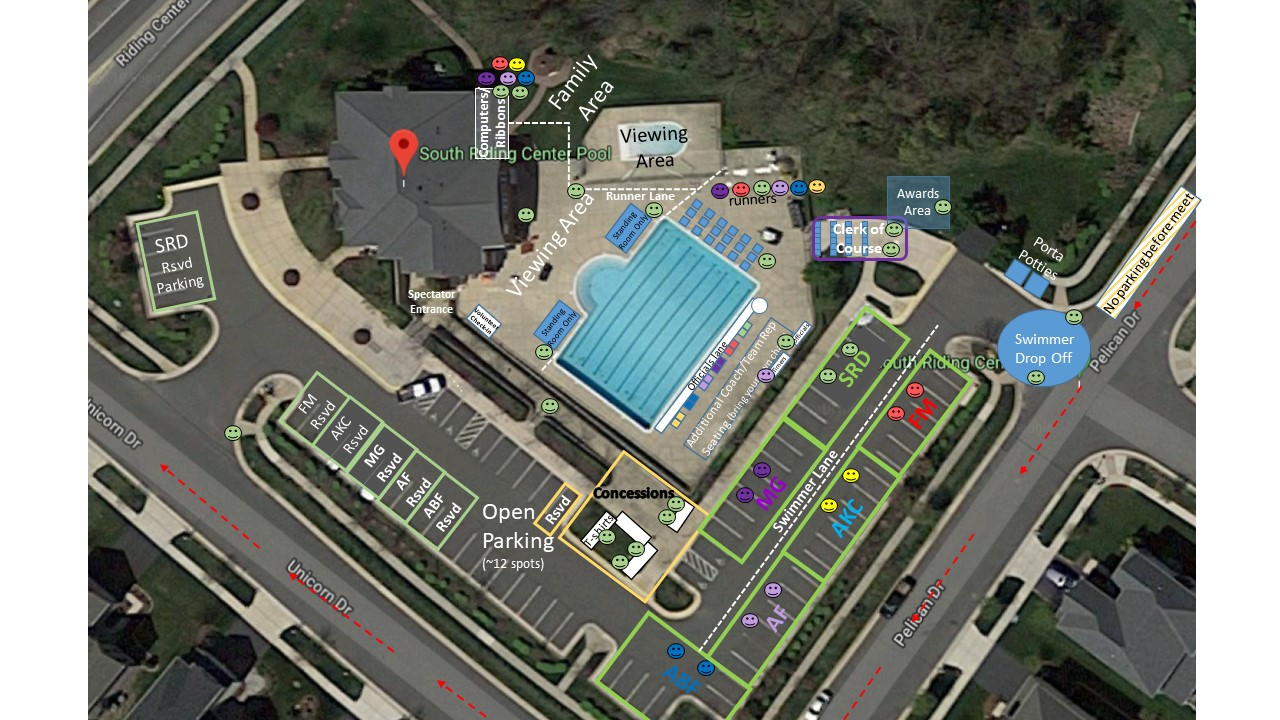 Riding Center
Family
Area
Computers/
Ribbons
Viewing
Area
South Riding Center Pool
Runner Lane
runners
Standing
Room Only
Viewing Area
Awards
Area
Clerk of
Course
Porta
Potties
No parking before meet
SRD
Rsvd
Parking
Spectator
Entrance
Volunteer
Checkin
Standing
Room Only
Officials lane
Additional Coach/Team Rep
Seating (bring your own
Swimmer
Drop Off
Pelican Dr
SRD
outh Riding Cen
FM
FM
Rsvd
AKC
Rsvd
MG
Rsvd
AF
Rsvd
ABF
Rsvd
Unicorn Dr
MG
Swimmer Lane
AKC
Concessions
Rsvd
T-shirts
Open
Parking
(~12 spots)
Unicorn Dr
AF
Pelican Dr
ABF